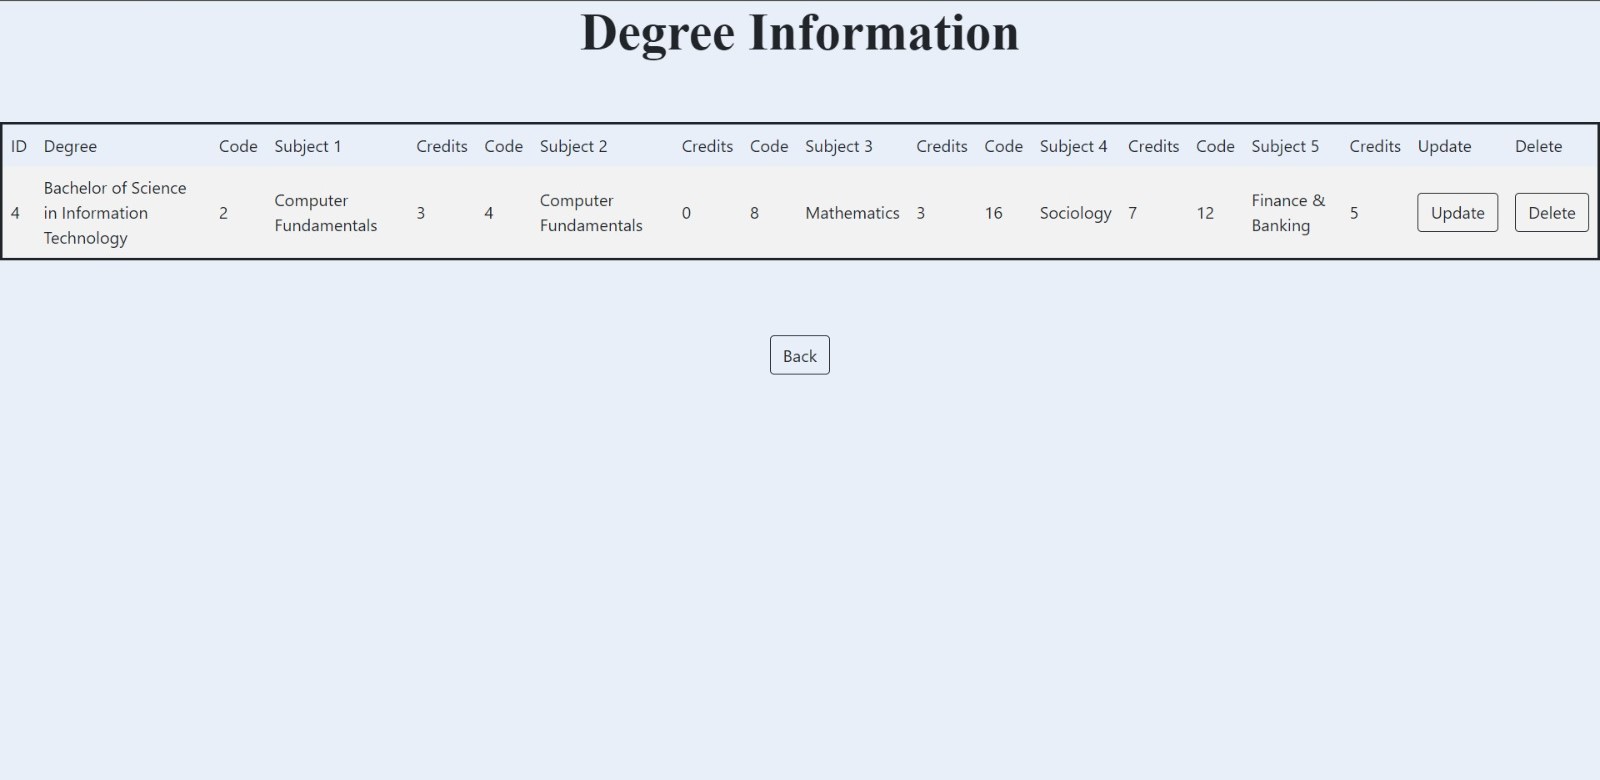 Degree Information
ID Degree Code Subject 1 Credits Code Subject 2 Credits Code Subject 3 Credits Code Subject 4 Credits Code Subject 5 Credits Update Delete
4 Bachelor of Science in Information Technology 2 Computer Fundamentals 3 4 Computer Fundamentals 0 8 Mathematics 3 16 Sociology 7 12 Finance & Banking 5 Update Delete
Back